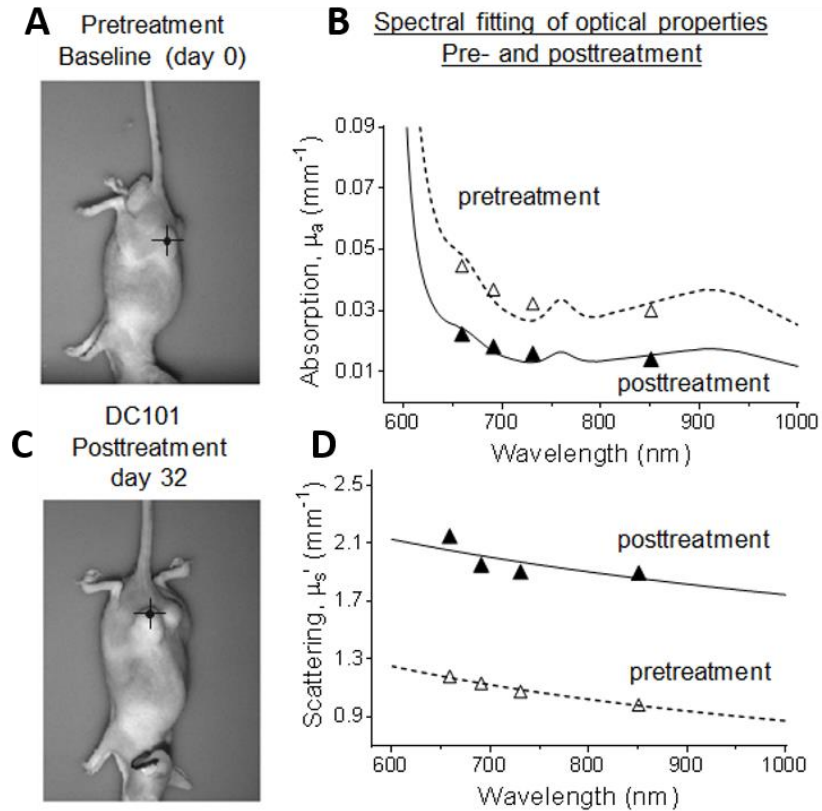 A
Pretreatment
Baseline (day 0)
B
Spectral fitting of optical properties
Pre- and posttreatment
Absorption, μa (mm-1)
0.09
0.07
0.05
0.03
0.01
pretreatment
posttreatment
600
700
800
900
1000
Wavelength (nm)
C
DC101
Posttreatment
day 32
D
Scattering, μs' (mm-1)
2.5
2.1
1.7
1.3
0.9
posttreatment
pretreatment
600
700
800
900
1000
Wavelength (nm)